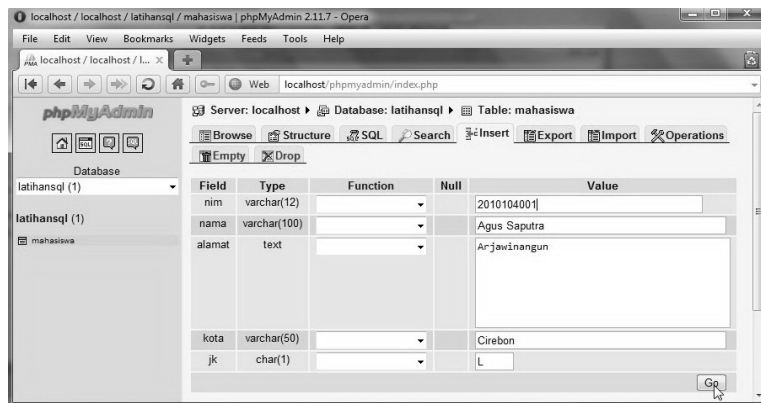 localhost / localhost / latihansql / mahasiswa | phpMyAdmin 2.11.7 - Opera
File Edit View Bookmarks Widgets Feeds Tools Help
localhost / localhost / l...
Web localhost/phpmyadmin/index.php
phpMyAdmin
Server: localhost Database: latihansql Table: mahasiswa
Browse Structure SQL Search Insert Export Import Operations
Empty Drop
Database
latihansql (1)
latihansql (1)
mahasiswa
Field Type Function Null Value
nim varchar(12) 2010104001
nama varchar(100) Agus Saputra
alamat text Arjawinangun
kota varchar(50) Cirebon
jk char(1) L
Go